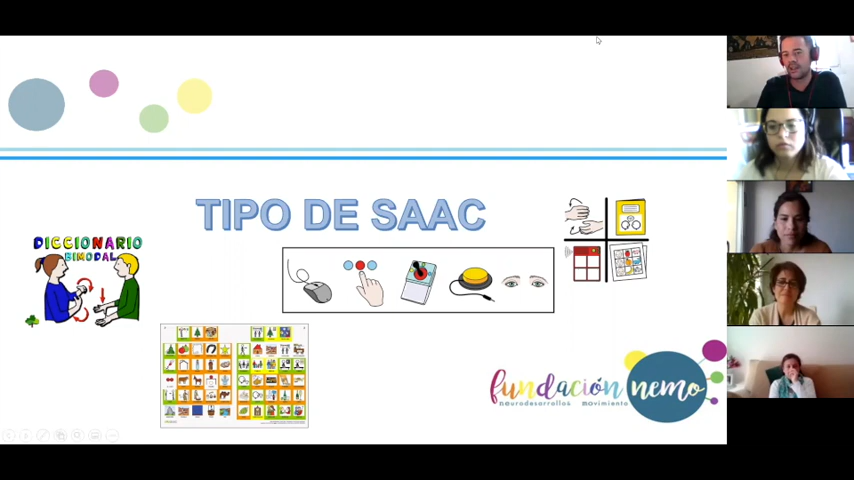 TIPO DE SAAC
DICCIONARIO
BIMODAL
fundación nemo
neurodesarrollo & movimiento